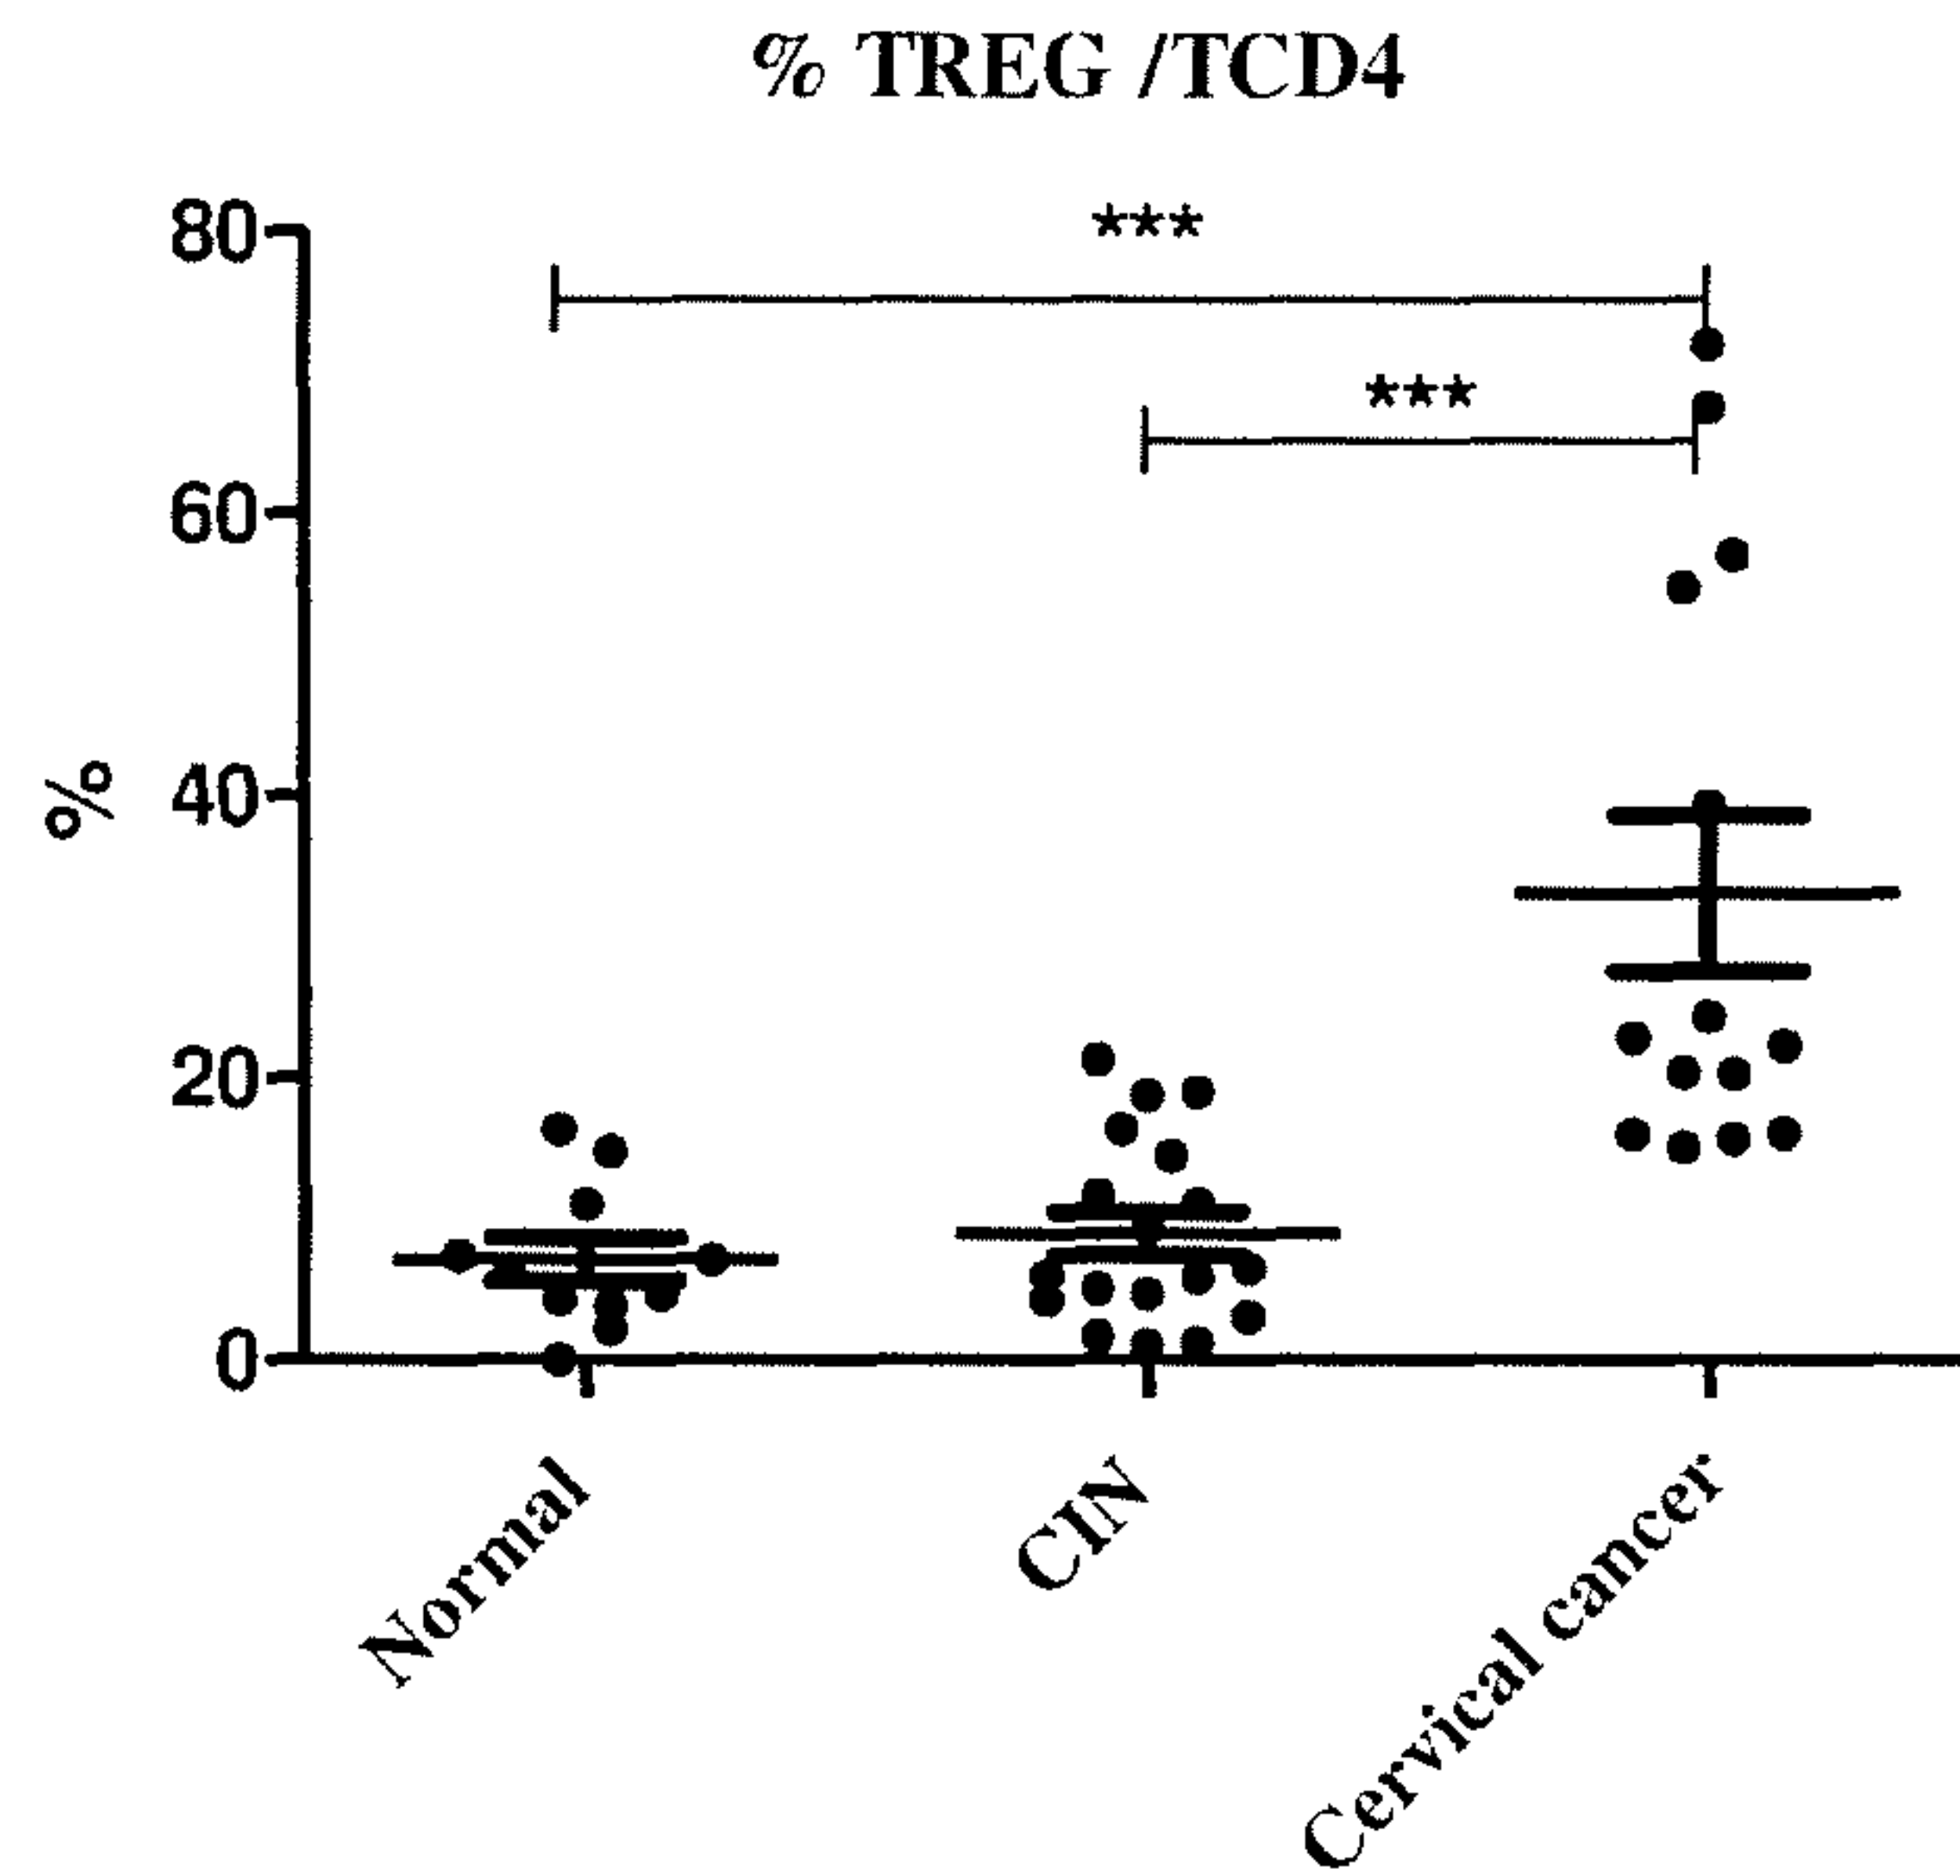 % TREG /TCD4
80
***
***
60
%
40
20
0
Normal
CIN
Cervical cancer